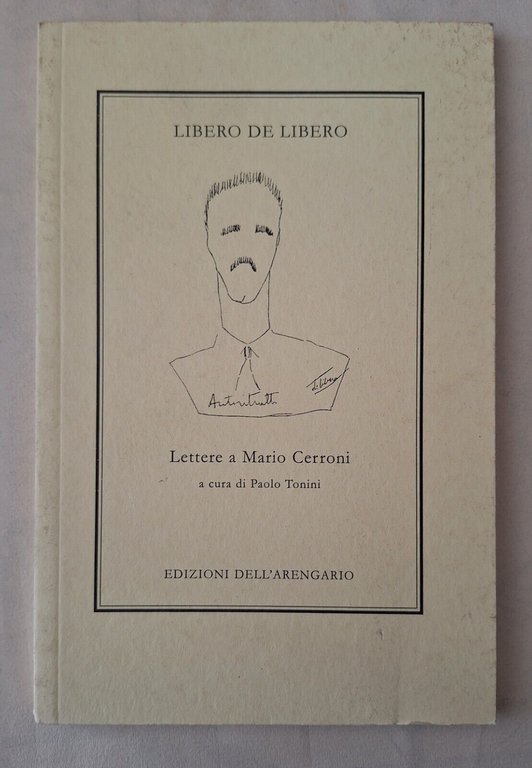 LIBERO DE LIBERO
Autoritratto
Lettere a Mario Cerroni
a cura di Paolo Tonini
EDIZIONI DELL'ARENGARIO